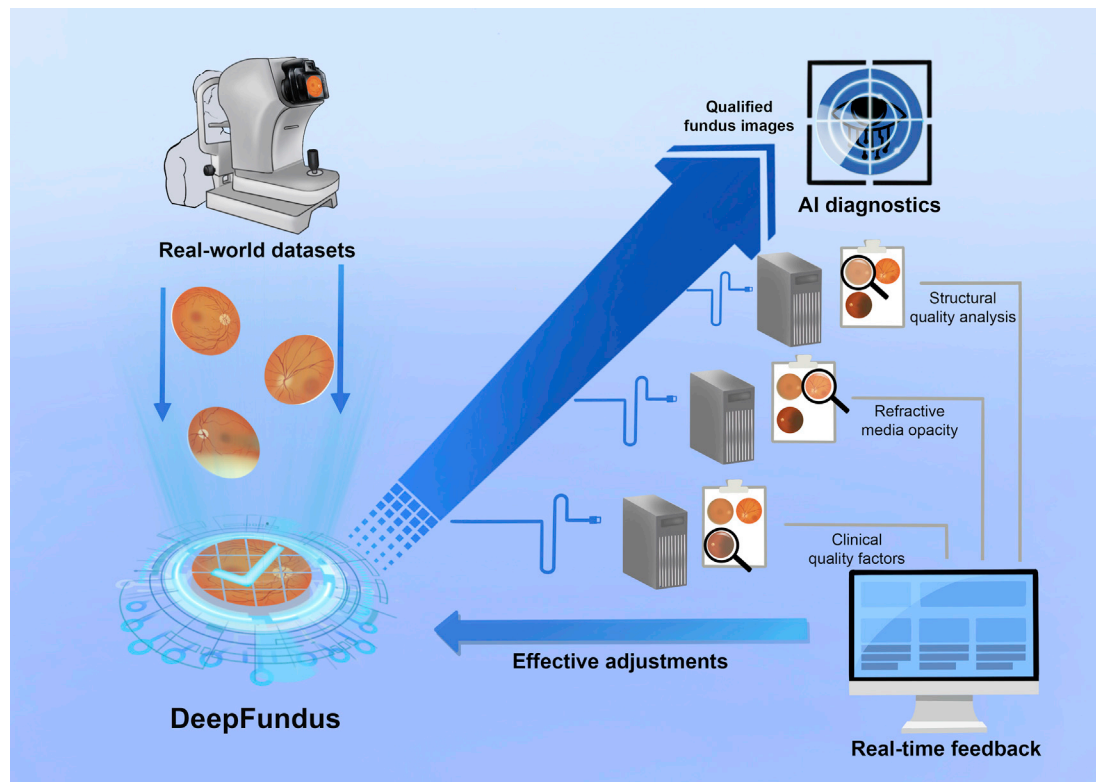 Qualified
fundus images
AI diagnostics
Real-world datasets
Structural
quality analysis
Refractive
media opacity
Clinical
quality factors
Effective adjustments
DeepFundus
Real-time feedback